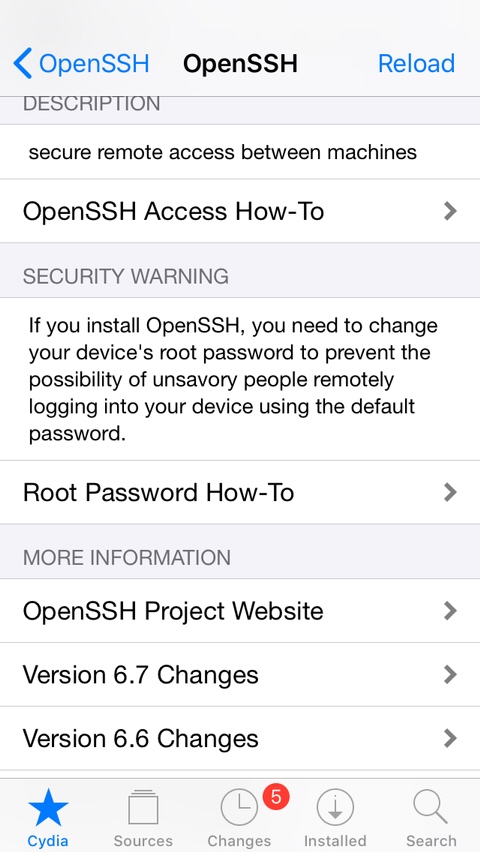 OpenSSH OpenSSH Reload
DESCRIPTION
secure remote access between machines
OpenSSH Access How-To
SECURITY WARNING
If you install OpenSSH, you need to change
your device's root password to prevent the
possibility of unsavory people remotely
logging into your device using the default
password.
Root Password How-To
MORE INFORMATION
OpenSSH Project Website
Version 6.7 Changes
Version 6.6 Changes
5
Cydia Sources Changes Installed Search